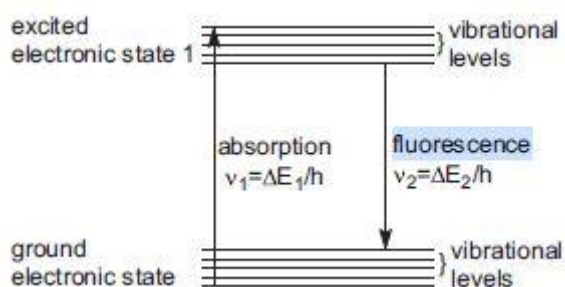 excited
electronic state 1
vibrational
levels
absorption
ν₁=ΔE₁/h
fluorescence
ν₂=ΔE₂/h
ground
electronic state
vibrational
levels